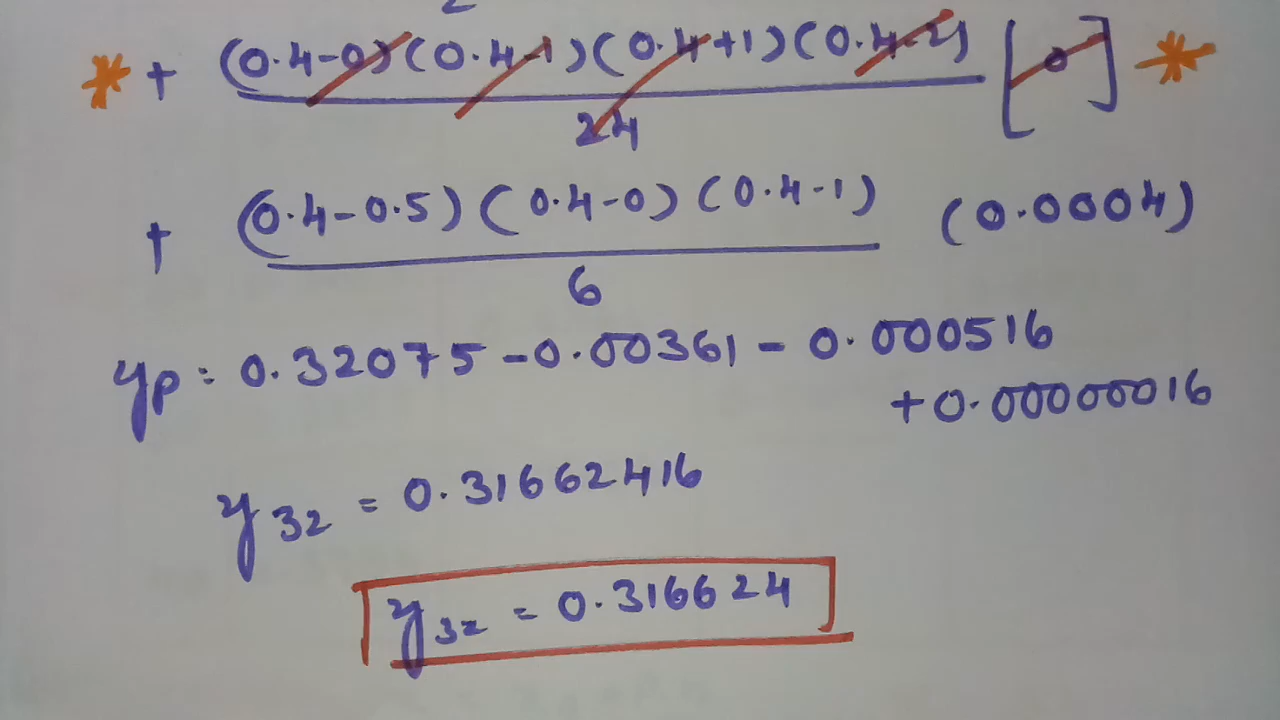 2
* + (0.4-0)(0.4-1)(0.4+1)(0.4-2) [0] *
24
+ (0.4-0.5)(0.4-0)(0.4-1) (0.0004)
6
yp = 0.32075 - 0.00361 - 0.000516
+0.00000016
y32 = 0.31662416
y32 = 0.316624